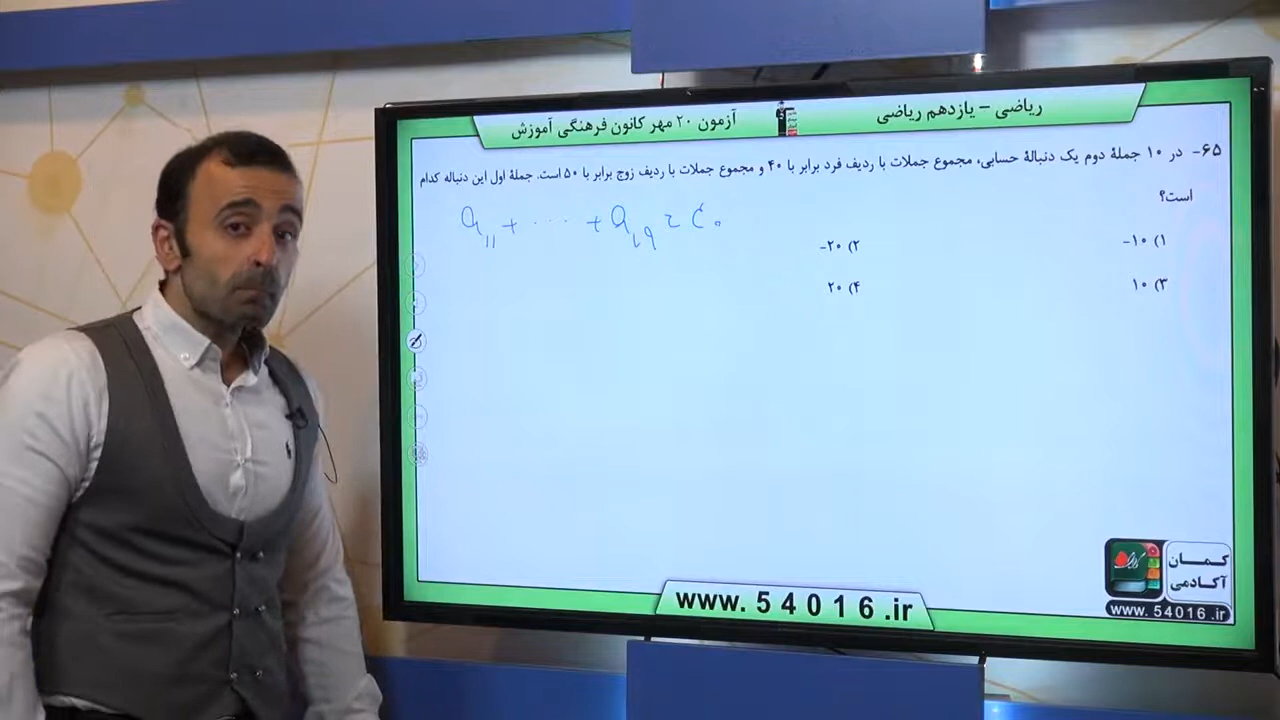 ریاضی - یازدهم ریاضی
آزمون ۲۰ مهر کانون فرهنگی آموزش
۶۵- در ۱۰ جملهٔ دوم یک دنبالهٔ حسابی، مجموع جملات با ردیف فرد برابر با ۴۰ و مجموع جملات با ردیف زوج برابر با ۵۰ است. جملهٔ اول این دنباله کدام
است؟
a₁₁ + ... + a₁₉ = ۴۰
۱) ۱۰-
۲) ۲۰-
۳) ۱۰
۴) ۲۰
کمان
آکادمی
www. 54016 .ir
www. 5 4 0 1 6 .ir